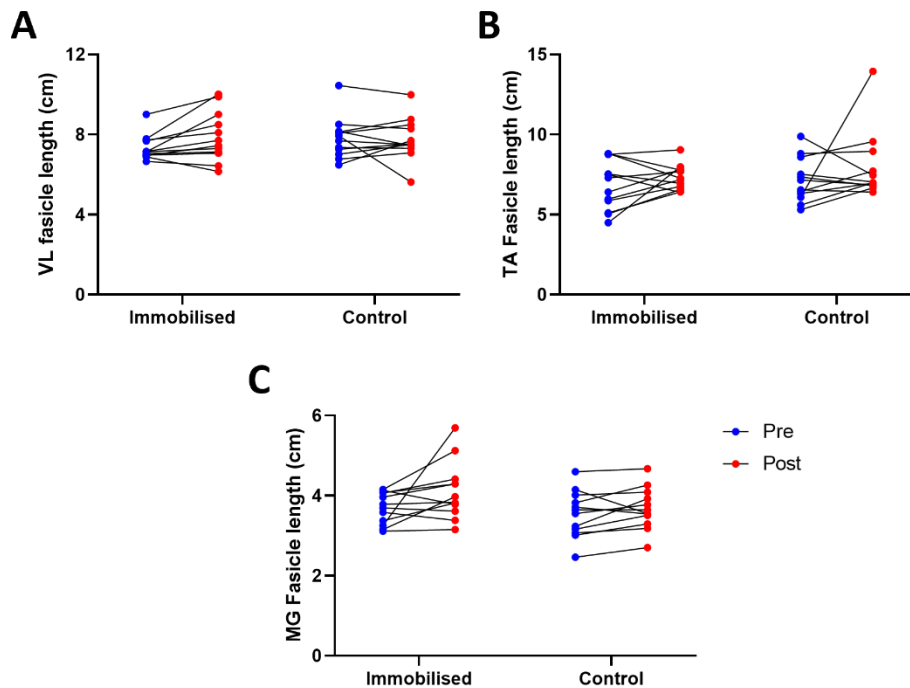 A
VL fasicle length (cm)
12
8
4
0
Immobilised
Control
B
TA Fasicle length (cm)
15
10
5
0
Immobilised
Control
C
MG Fasicle length (cm)
6
4
2
0
Immobilised
Control
Pre
Post